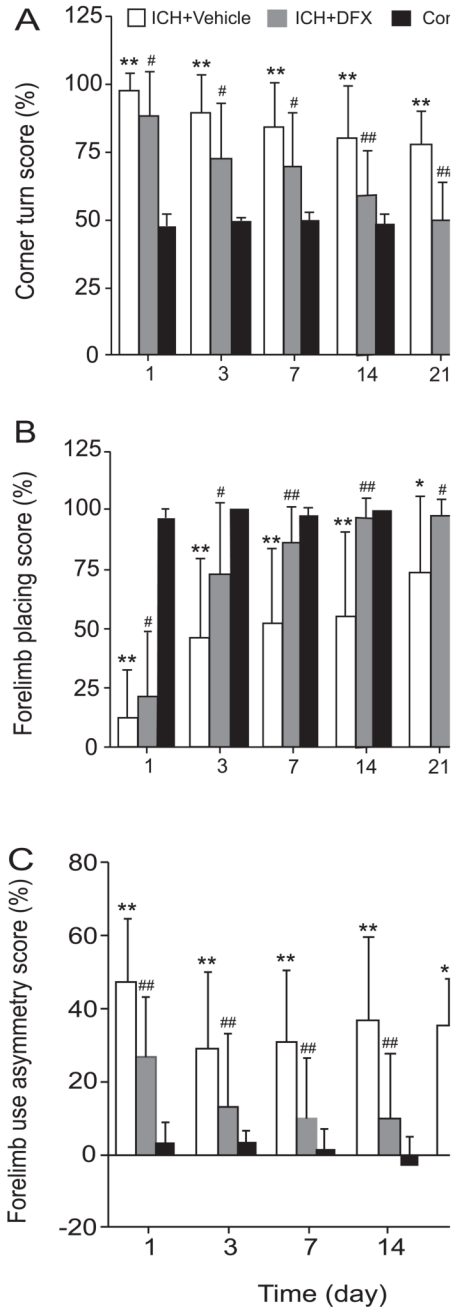 A
ICH+Vehicle ICH+DFX Cor
Corner turn score (%)
125
100
75
50
25
0
** # ** # ** # ** ## ** ##
1 3 7 14 21
B
Forelimb placing score (%)
125
100
75
50
25
0
** # ** # ** ## ** ## * #
1 3 7 14 21
C
Forelimb use asymmetry score (%)
80
60
40
20
0
-20
** ## ** ## ** ## ** ## *
1 3 7 14
Time (day)